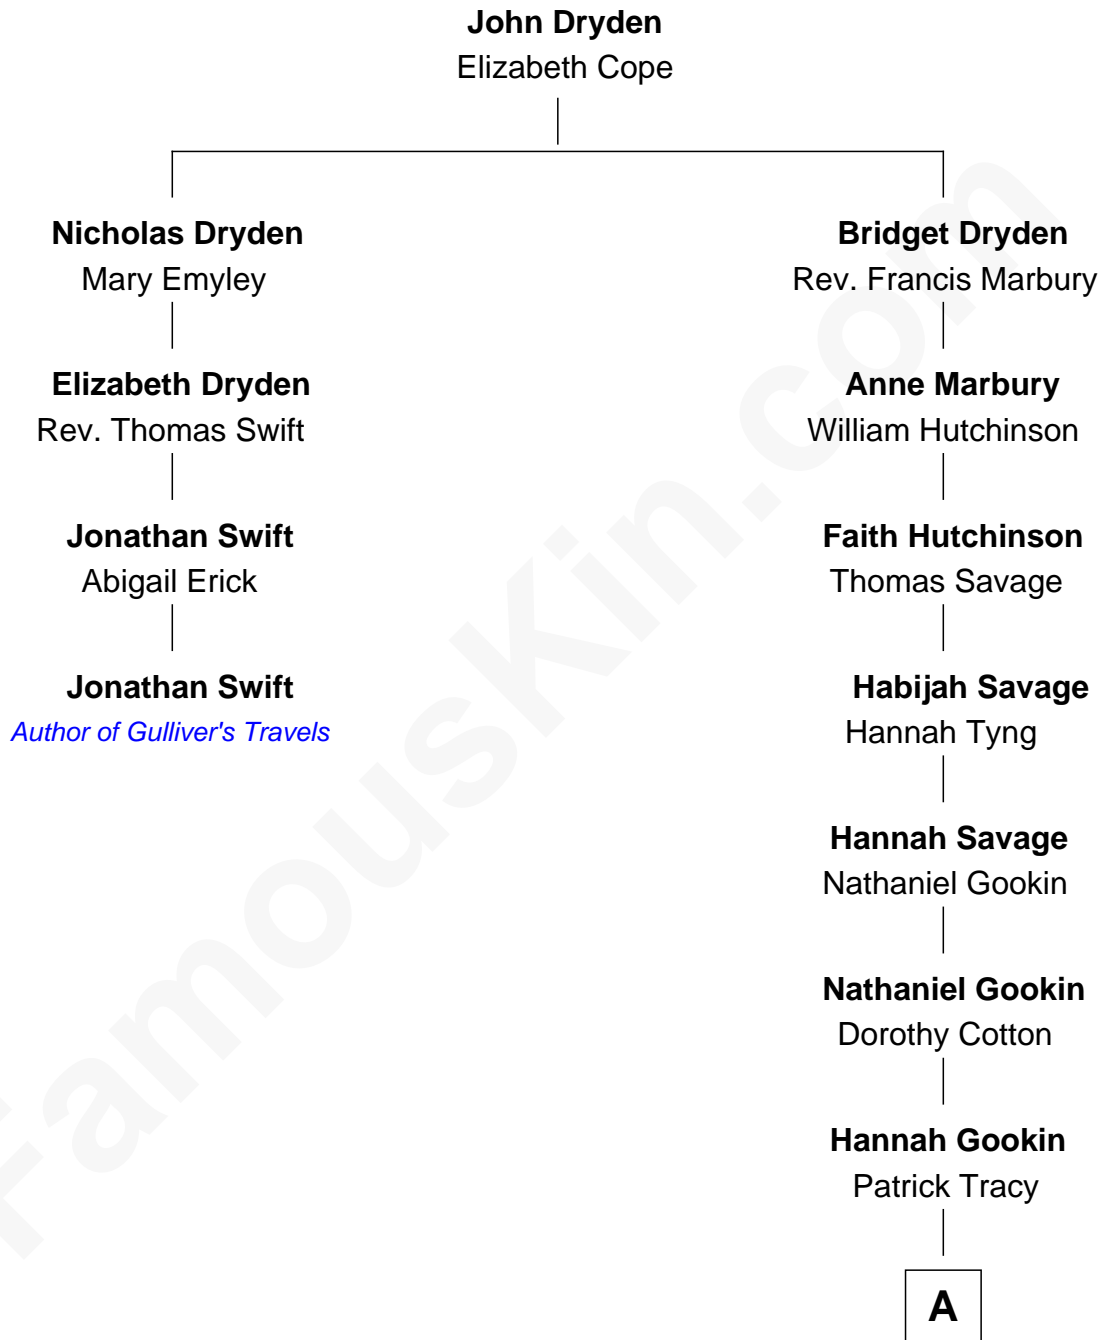 John Dryden
Elizabeth Cope
Nicholas Dryden
Mary Emyley
Bridget Dryden
Rev. Francis Marbury
Elizabeth Dryden
Rev. Thomas Swift
Anne Marbury
William Hutchinson
Jonathan Swift
Abigail Erick
Faith Hutchinson
Thomas Savage
Jonathan Swift
Author of Gulliver's Travels
Habijah Savage
Hannah Tyng
Hannah Savage
Nathaniel Gookin
Nathaniel Gookin
Dorothy Cotton
Hannah Gookin
Patrick Tracy
A
FamousKin.com